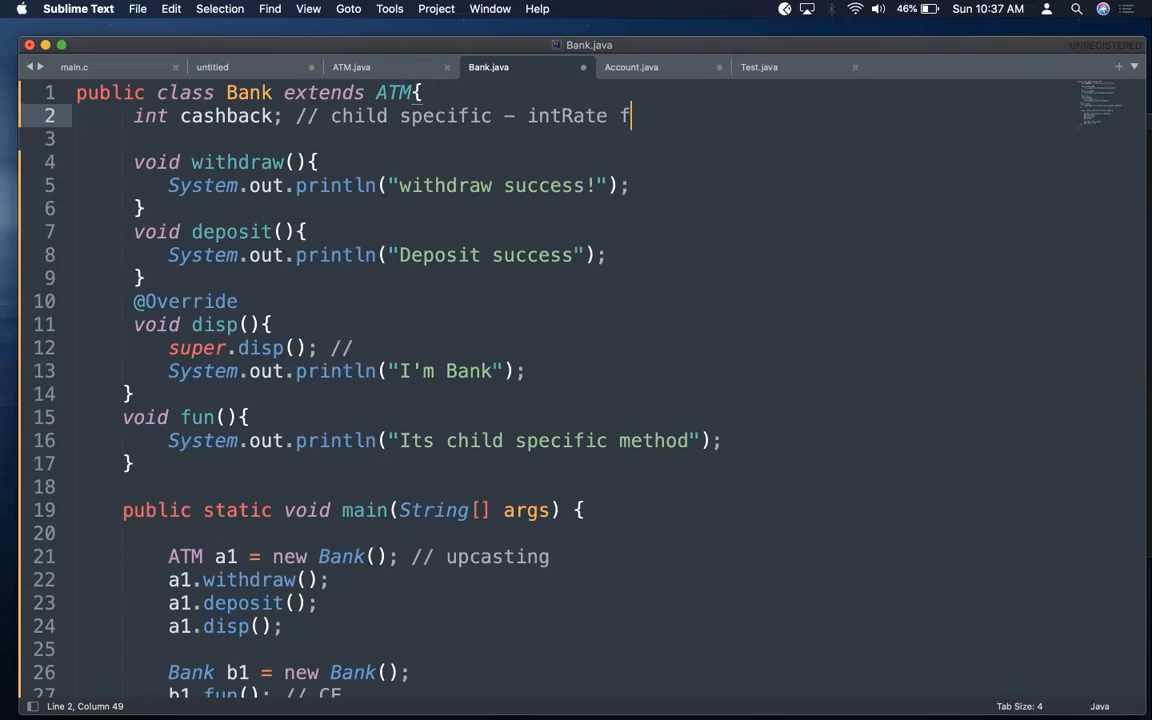 Sublime Text File Edit Selection Find View Goto Tools Project Window Help 46% Sun 10:37 AM
Bank.java UNREGISTERED
main.c untitled ATM.java Bank.java Account.java Test.java
1 public class Bank extends ATM{
2 int cashback; // child specific - intRate f
3
4 void withdraw(){
5 System.out.println("withdraw success!");
6 }
7 void deposit(){
8 System.out.println("Deposit success");
9 }
10 @Override
11 void disp(){
12 super.disp(); //
13 System.out.println("I'm Bank");
14 }
15 void fun(){
16 System.out.println("Its child specific method");
17 }
18
19 public static void main(String[] args) {
20
21 ATM a1 = new Bank(); // upcasting
22 a1.withdraw();
23 a1.deposit();
24 a1.disp();
25
26 Bank b1 = new Bank();
27 b1.fun(); // CE
Line 2, Column 49 Tab Size: 4 Java